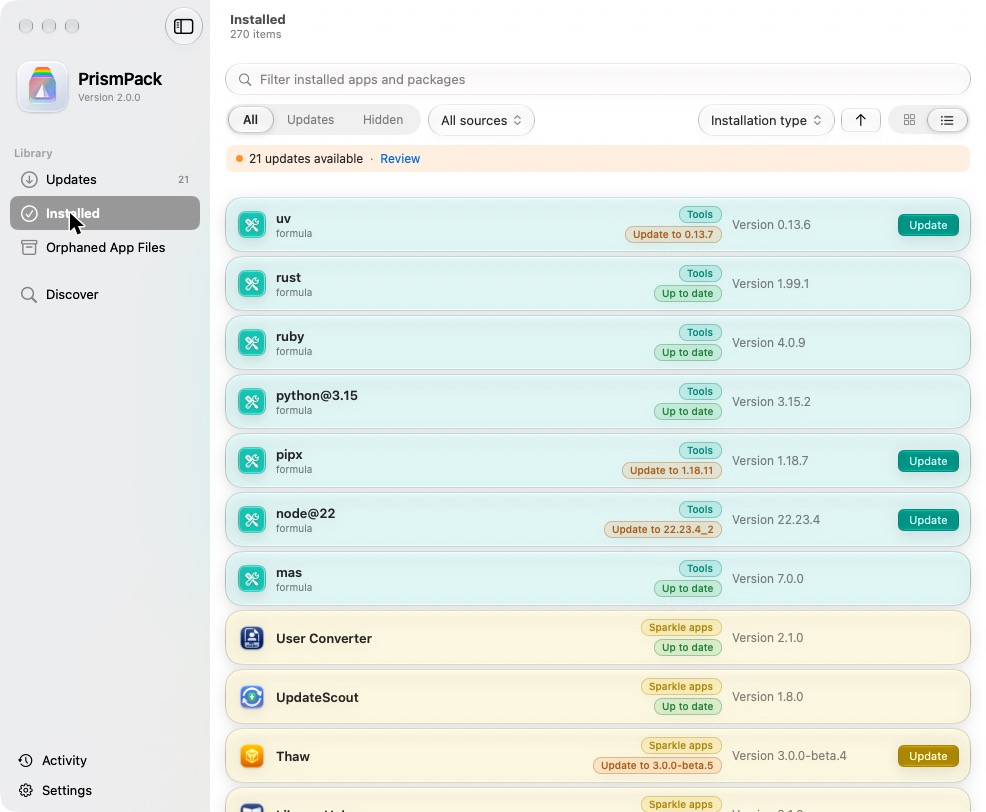 Installed
270 items
PrismPack
Version 2.0.0
Filter installed apps and packages
All Updates Hidden All sources Installation type
21 updates available · Review
Library
Updates 21
Installed
Orphaned App Files
Discover
uv
formula
Tools
Update to 0.13.7
Version 0.13.6
Update
rust
formula
Tools
Up to date
Version 1.99.1
ruby
formula
Tools
Up to date
Version 4.0.9
python@3.15
formula
Tools
Up to date
Version 3.15.2
pipx
formula
Tools
Update to 1.18.11
Version 1.18.7
Update
node@22
formula
Tools
Update to 22.23.4_2
Version 22.23.4
Update
mas
formula
Tools
Up to date
Version 7.0.0
User Converter
Sparkle apps
Up to date
Version 2.1.0
UpdateScout
Sparkle apps
Up to date
Version 1.8.0
Thaw
Sparkle apps
Update to 3.0.0-beta.5
Version 3.0.0-beta.4
Update
Sparkle apps
Activity
Settings